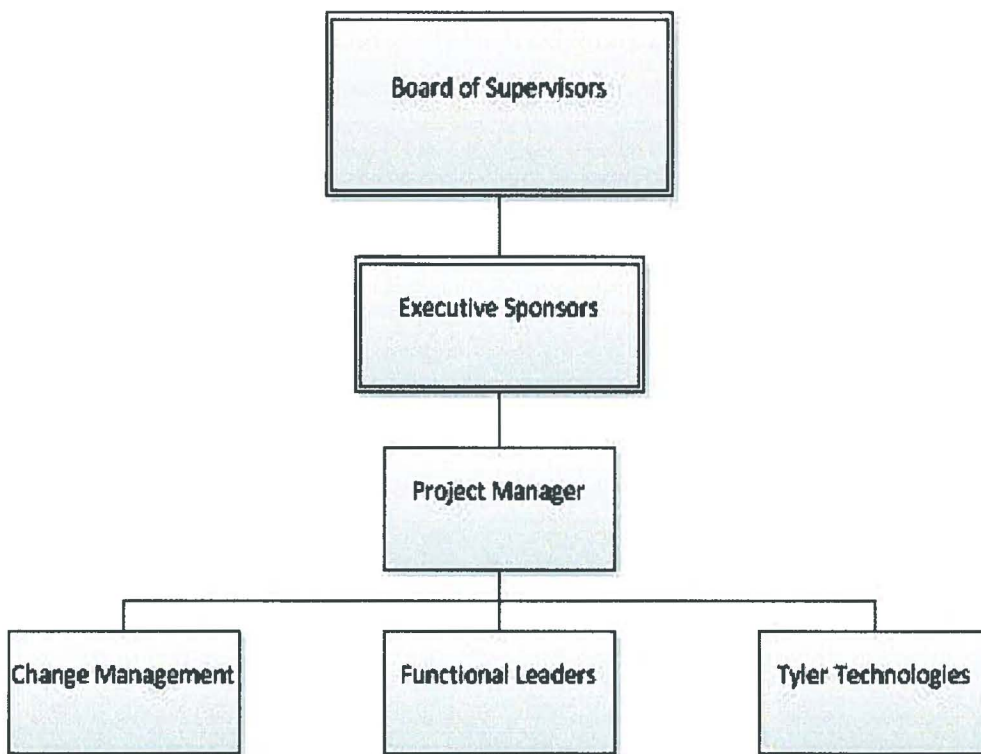 Board of Supervisors
Executive Sponsors
Project Manager
Change Management
Functional Leaders
Tyler Technologies